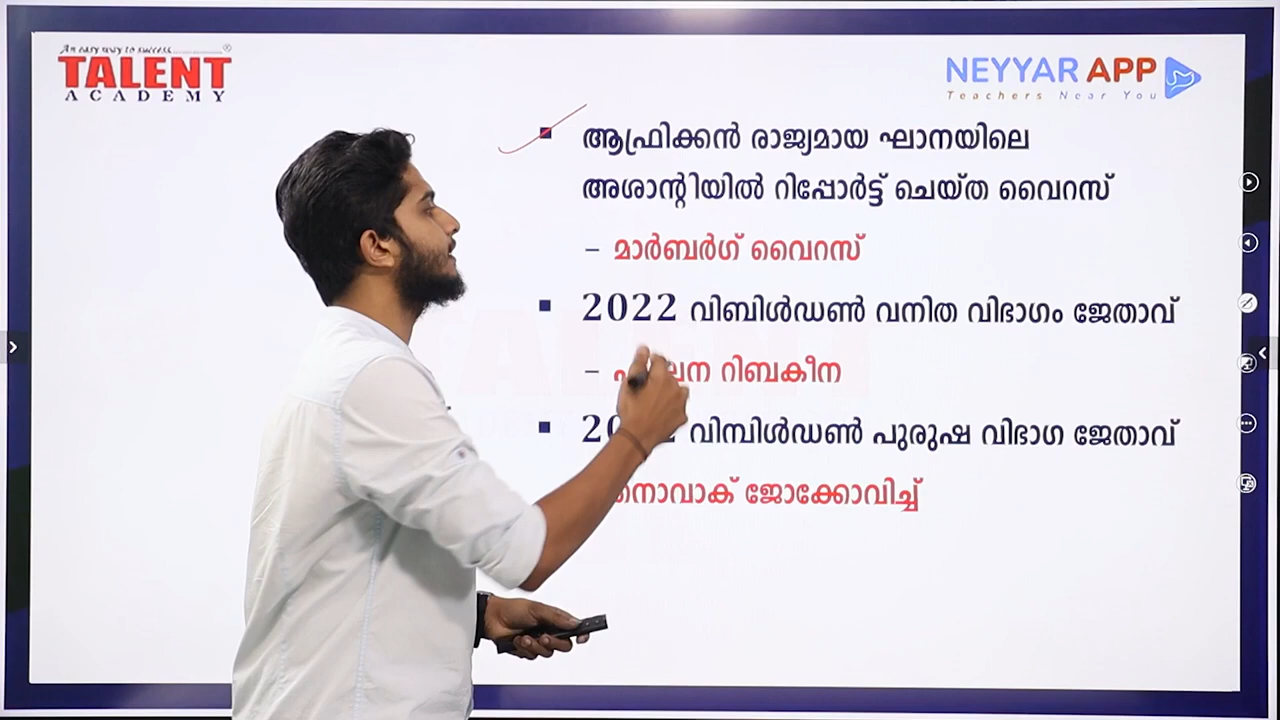 An easy way to success..............®
TALENT
ACADEMY
NEYYAR APP
Teachers Near You
▪ ആഫ്രിക്കൻ രാജ്യമായ ഘാനയിലെ
അശാന്റിയിൽ റിപ്പോർട്ട് ചെയ്ത വൈറസ്
– മാർബർഗ് വൈറസ്
▪ 2022 വിബിൾഡൺ വനിത വിഭാഗം ജേതാവ്
– റിബകീന
▪ വിമ്പിൾഡൺ പുരുഷ വിഭാഗ ജേതാവ്
നൊവാക് ജോക്കോവിച്ച്